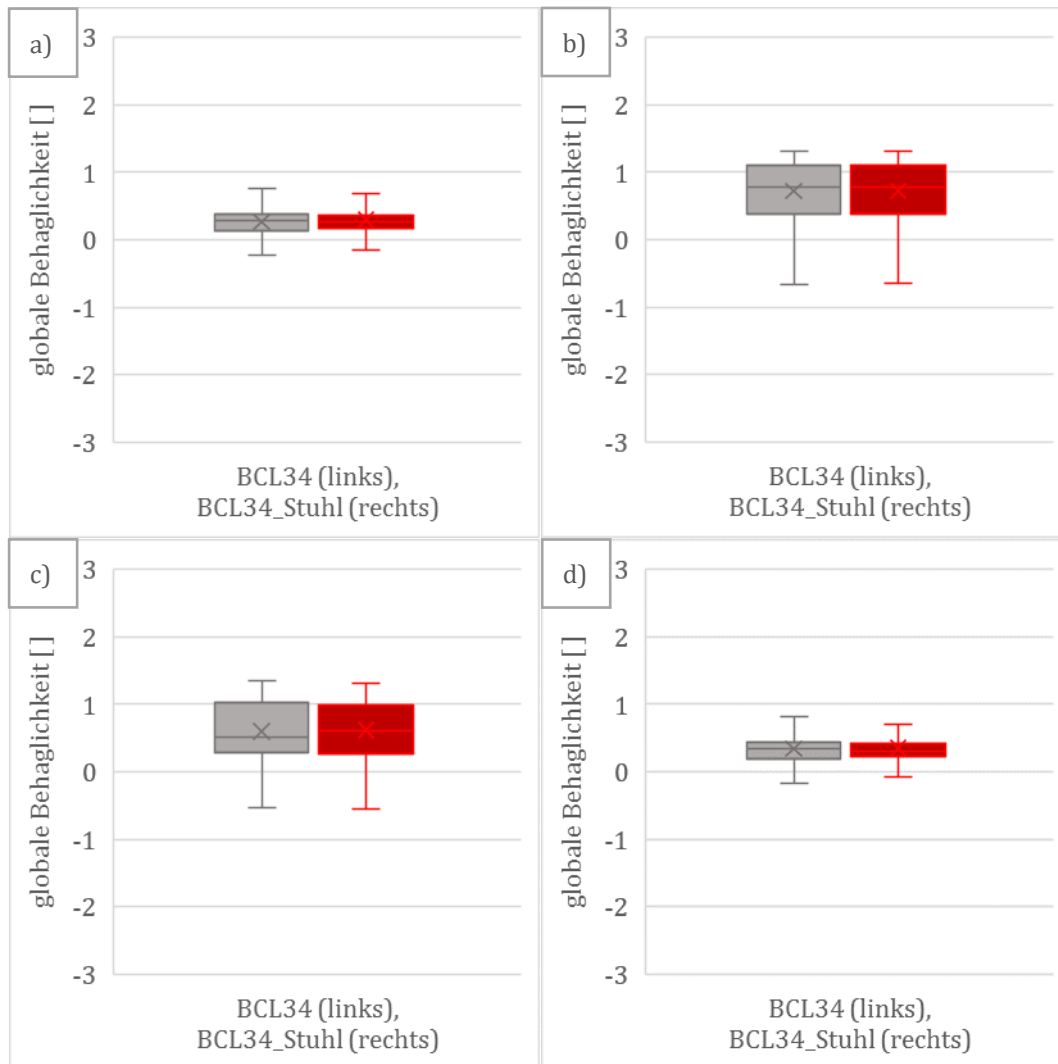 a)
globale Behaglichkeit [ ]
3
2
1
0
-1
-2
-3
BCL34 (links),
BCL34_Stuhl (rechts)
b)
globale Behaglichkeit [ ]
3
2
1
0
-1
-2
-3
BCL34 (links),
BCL34_Stuhl (rechts)
c)
globale Behaglichkeit [ ]
3
2
1
0
-1
-2
-3
BCL34 (links),
BCL34_Stuhl (rechts)
d)
globale Behaglichkeit [ ]
3
2
1
0
-1
-2
-3
BCL34 (links),
BCL34_Stuhl (rechts)